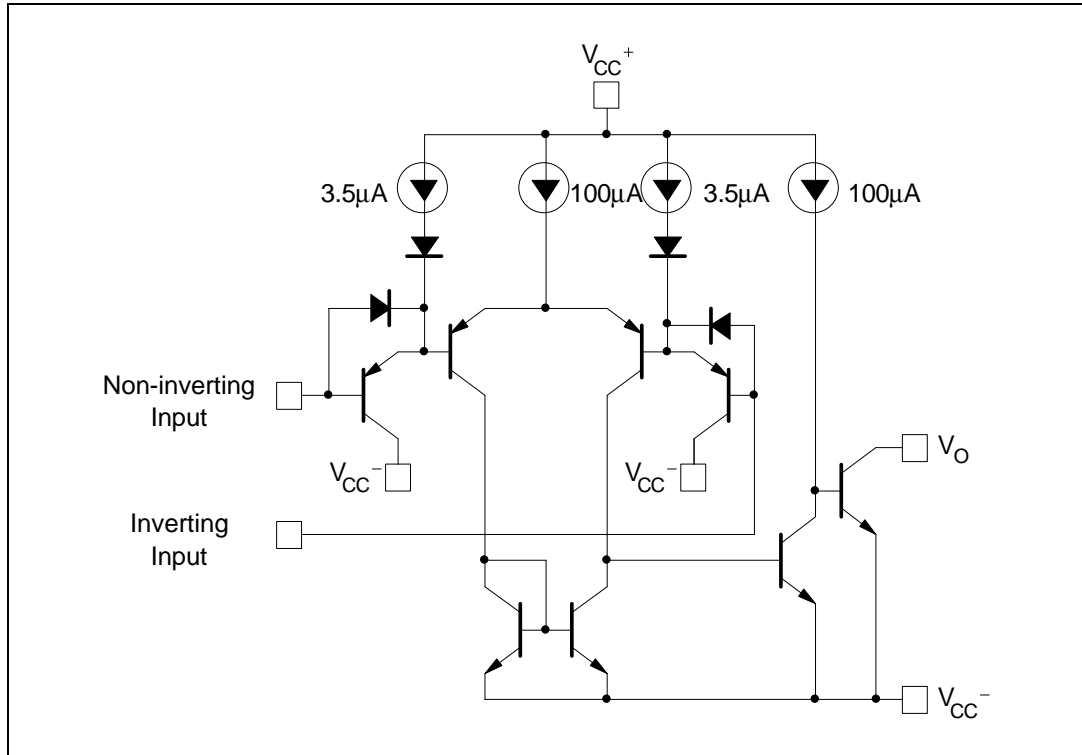 VCC+
3.5μA
100μA
3.5μA
100μA
Non-inverting
Input
VCC-
VCC-
VO
Inverting
Input
VCC-